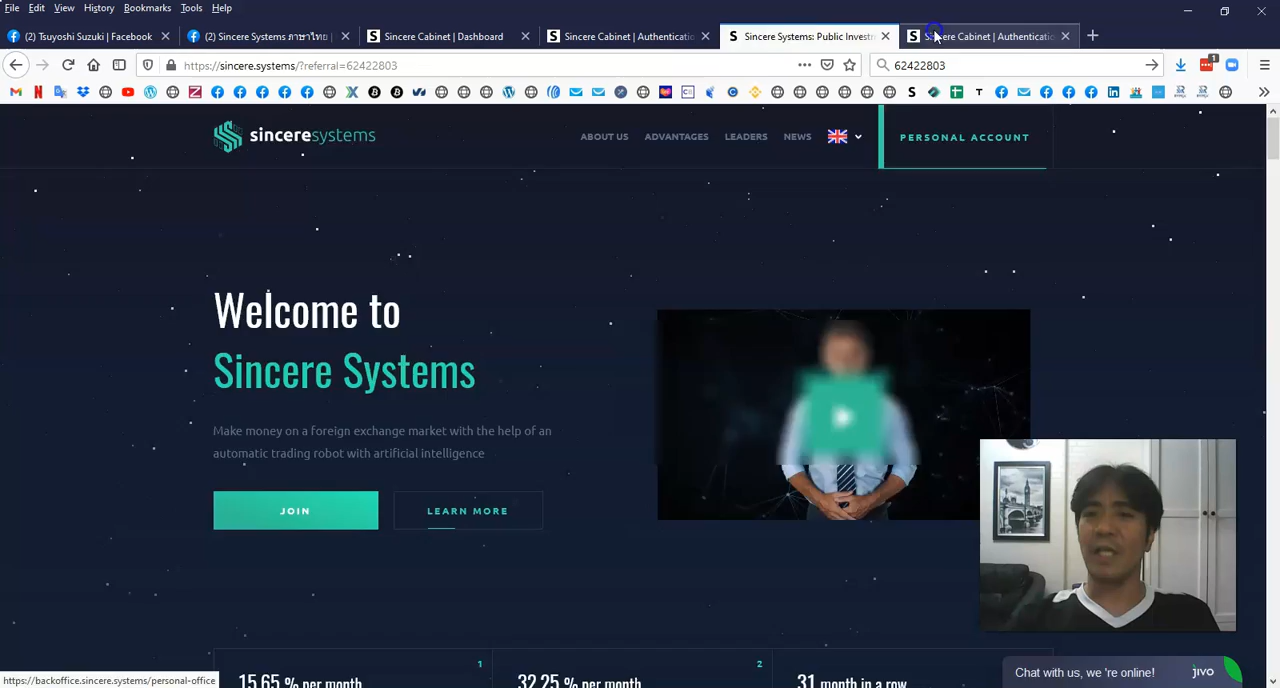 File Edit View History Bookmarks Tools Help
(2) Tsuyoshi Suzuki | Facebook
(2) Sincere Systems ภาษาไทย |
Sincere Cabinet | Dashboard
Sincere Cabinet | Authenticatio
Sincere Systems: Public Investm
Sincere Cabinet | Authenticatio
https://sincere.systems/?referral=62422803
62422803
sinceresystems
ABOUT US
ADVANTAGES
LEADERS
NEWS
PERSONAL ACCOUNT
Welcome to
Sincere Systems
Make money on a foreign exchange market with the help of an
automatic trading robot with artificial intelligence
JOIN
LEARN MORE
1
15.65 % per month
2
32.25 % per month
31 month in a row
https://backoffice.sincere.systems/personal-office
Chat with us, we 're online!
jivo